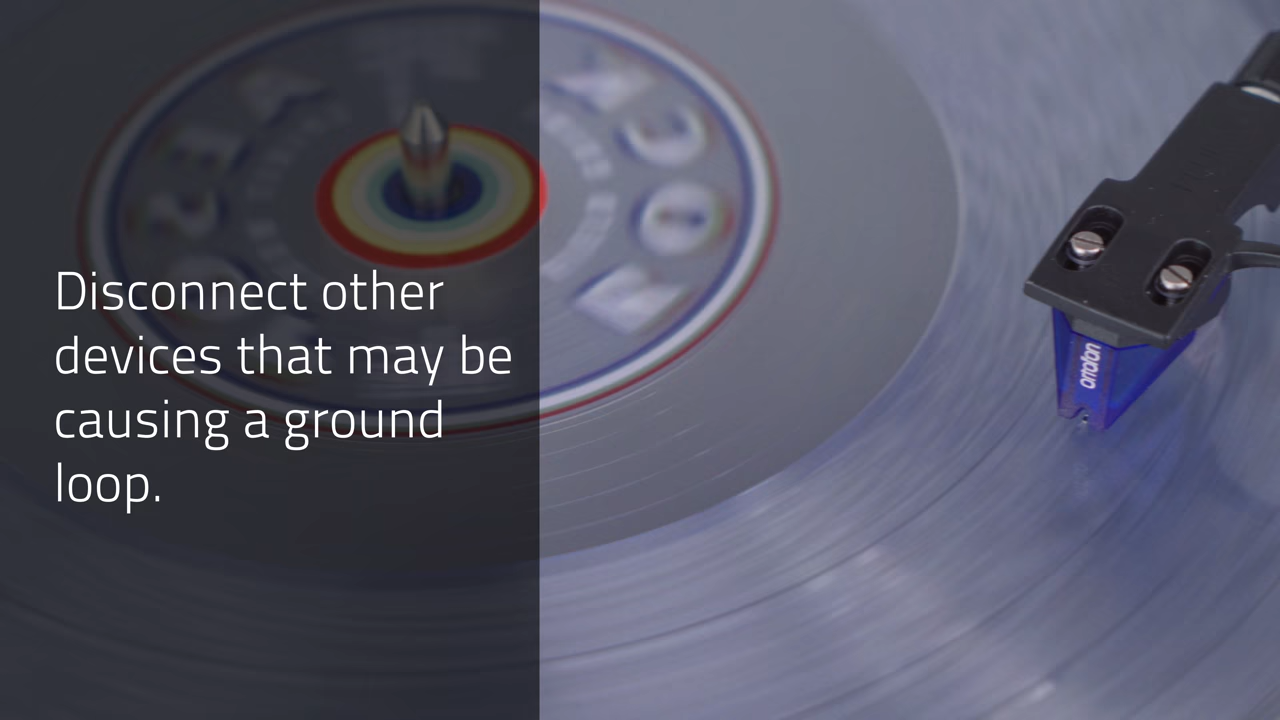 Disconnect other
devices that may be
causing a ground
loop.
ortofon